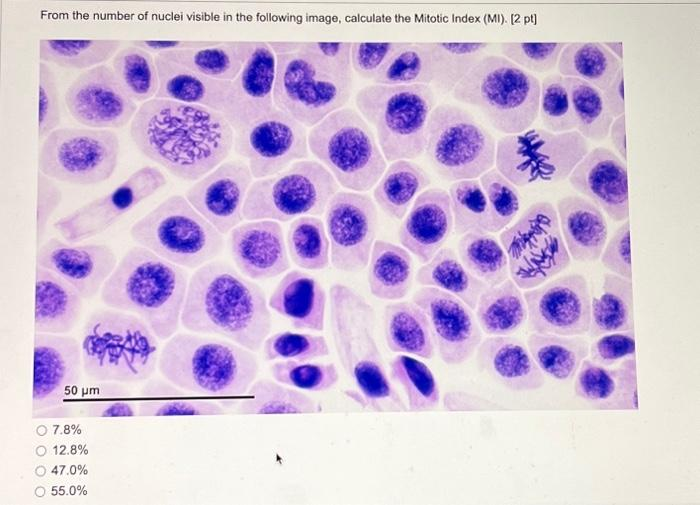 From the number of nuclei visible in the following image, calculate the Mitotic Index (MI). [2 pt]
50 µm
7.8%
12.8%
47.0%
55.0%